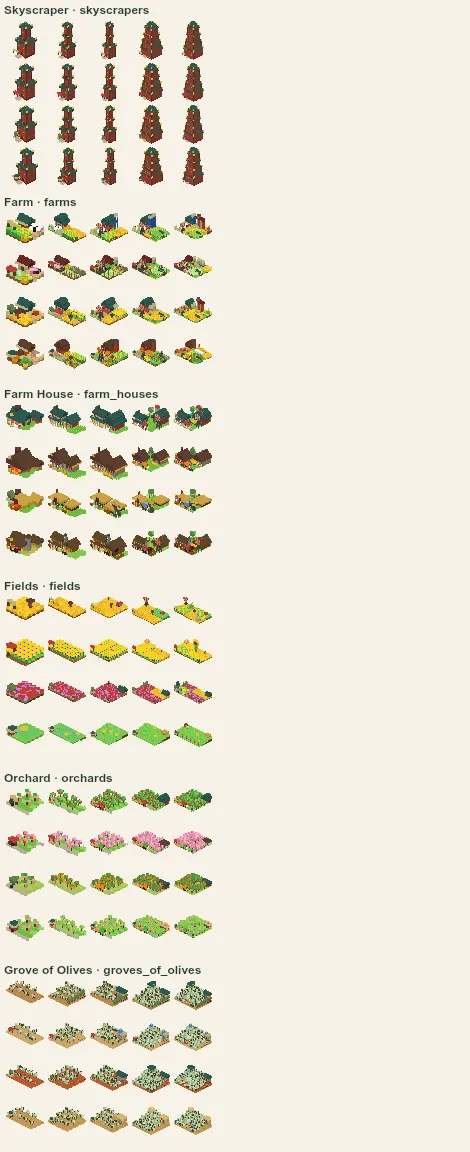 Skyscraper · skyscrapers
Farm · farms
Farm House · farm_houses
Fields · fields
Orchard · orchards
Grove of Olives · groves_of_olives